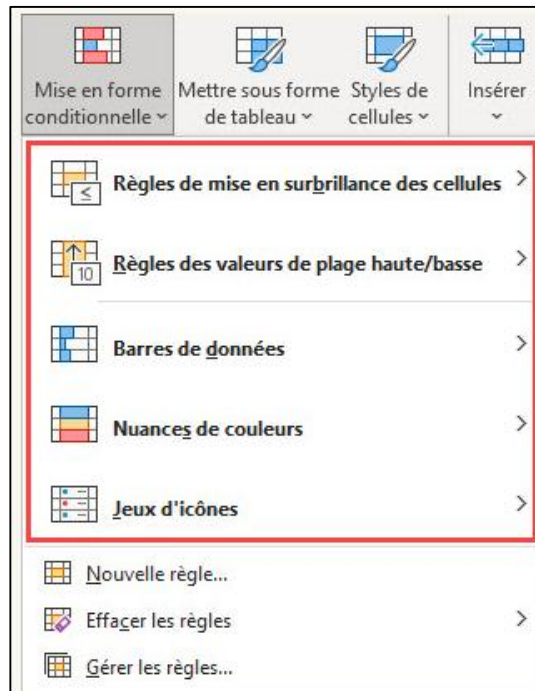 Mise en forme Mettre sous forme Styles de Insérer
conditionnelle de tableau cellules
≤ Règles de mise en surbrillance des cellules
10 Règles des valeurs de plage haute/basse
Barres de données
Nuances de couleurs
Jeux d'icônes
Nouvelle règle...
Effacer les règles
Gérer les règles...